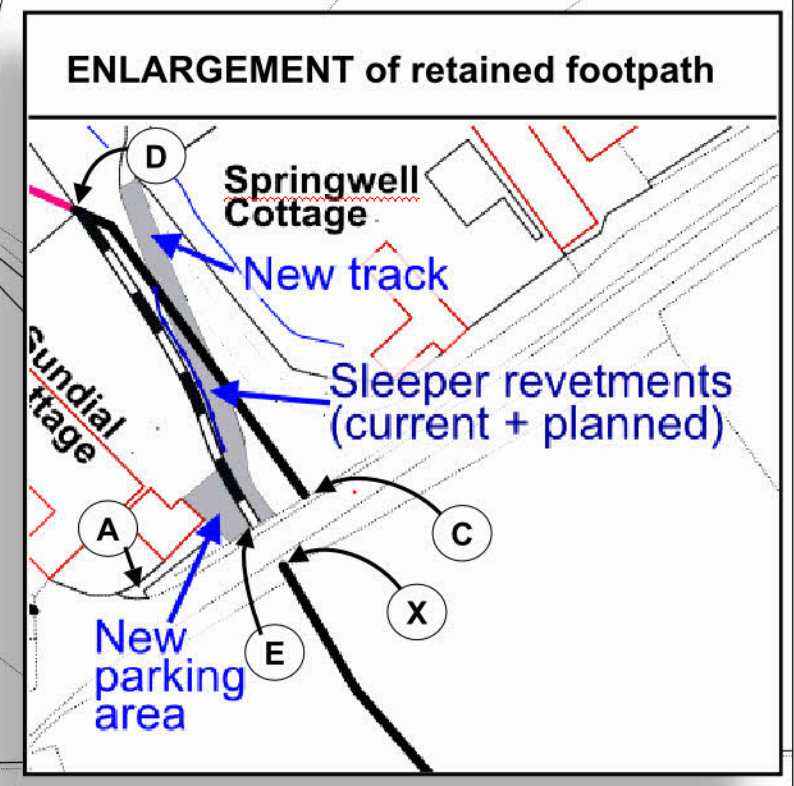 ENLARGEMENT of retained footpath
D
Springwell
Cottage
New track
Sundial
ttage
Sleeper revetments
(current + planned)
A
C
X
E
New
parking
area